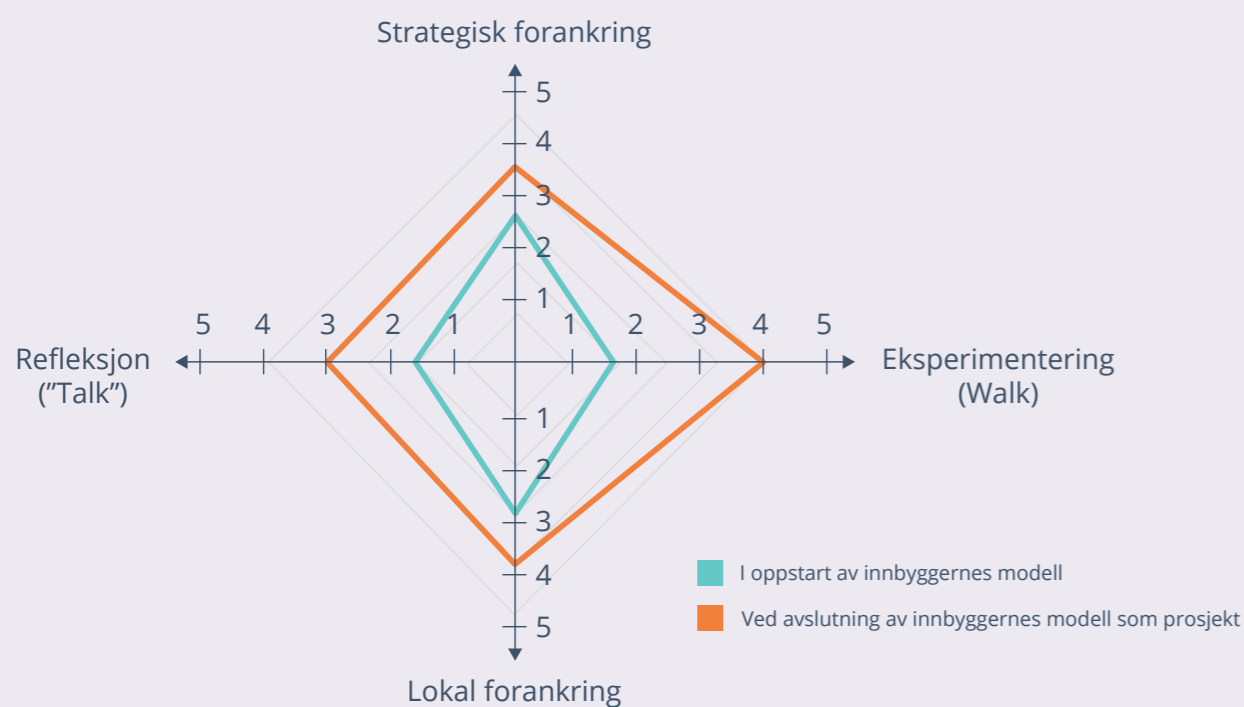 Strategisk forankring
5
4
3
2
1
5 4 3 2 1 1 2 3 4 5
Refleksjon
(”Talk”)
Eksperimentering
(Walk)
1
2
3
4
5
I oppstart av innbyggernes modell
Ved avslutning av innbyggernes modell som prosjekt
Lokal forankring